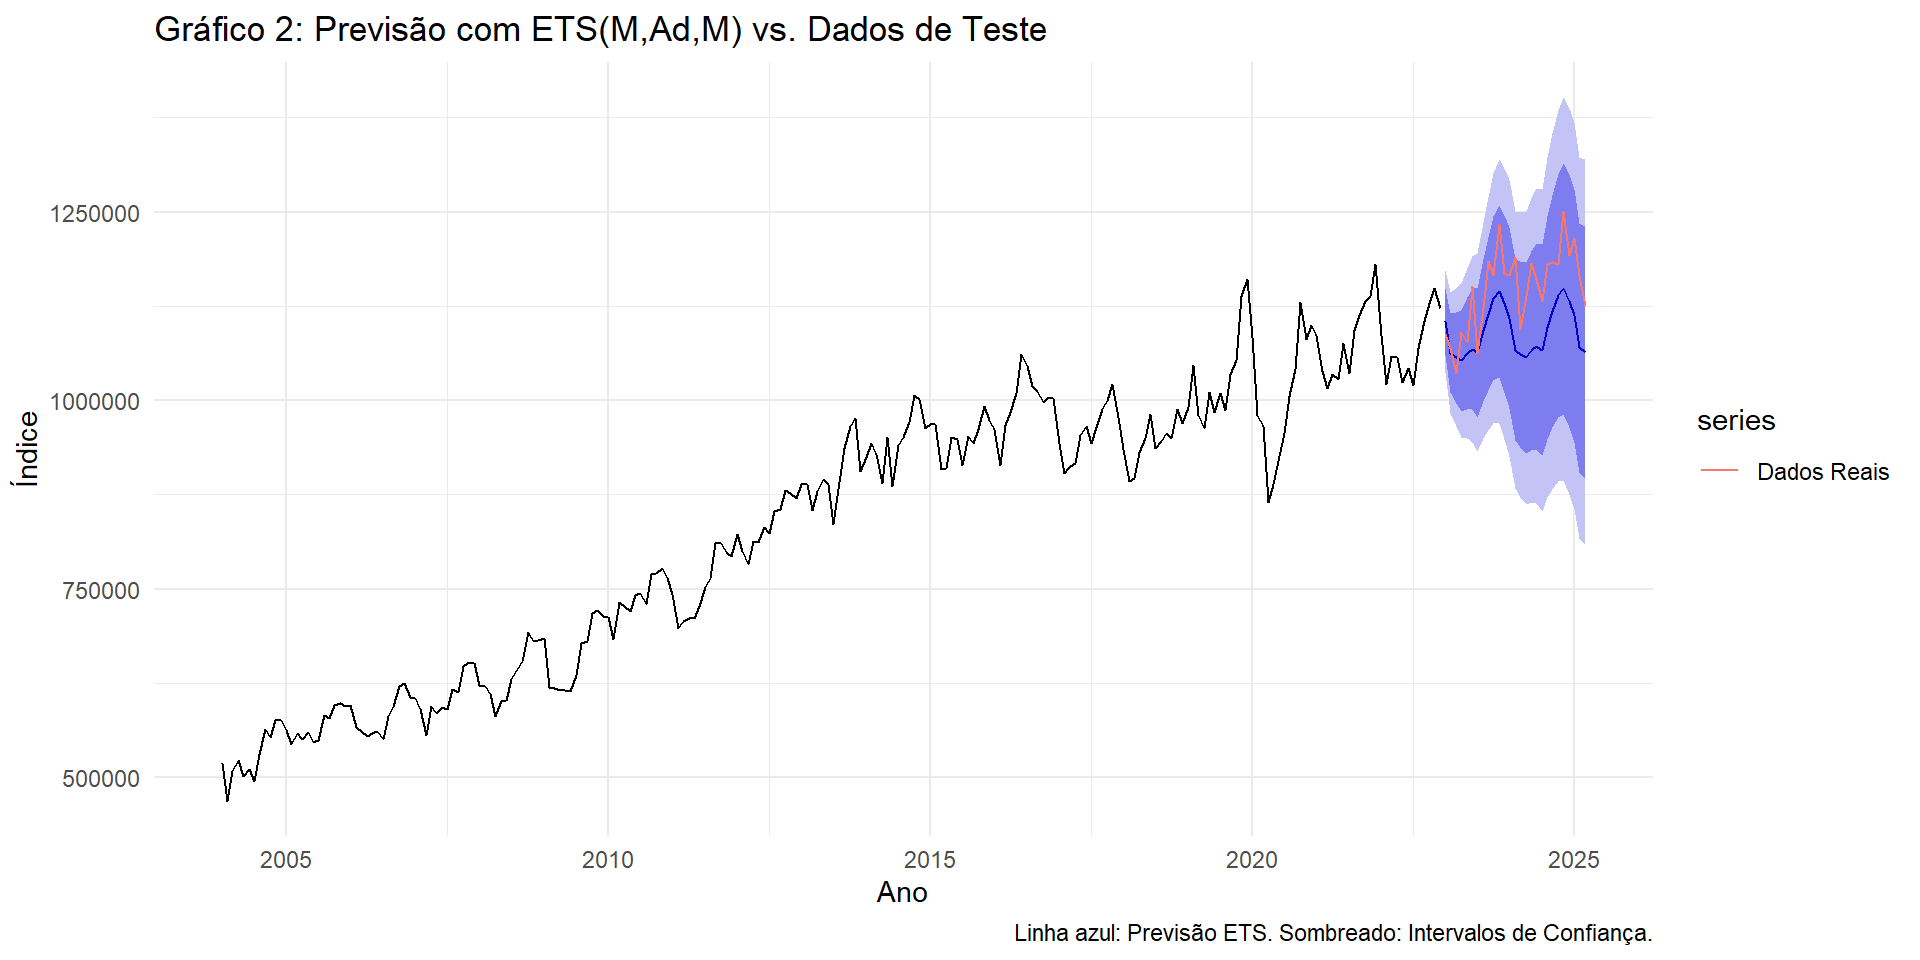 Gráfico 2: Previsão com ETS(M,Ad,M) vs. Dados de Teste
1250000
1000000
750000
500000
Índice
2005
2010
2015
2020
2025
Ano
series
Dados Reais
Linha azul: Previsão ETS. Sombreado: Intervalos de Confiança.